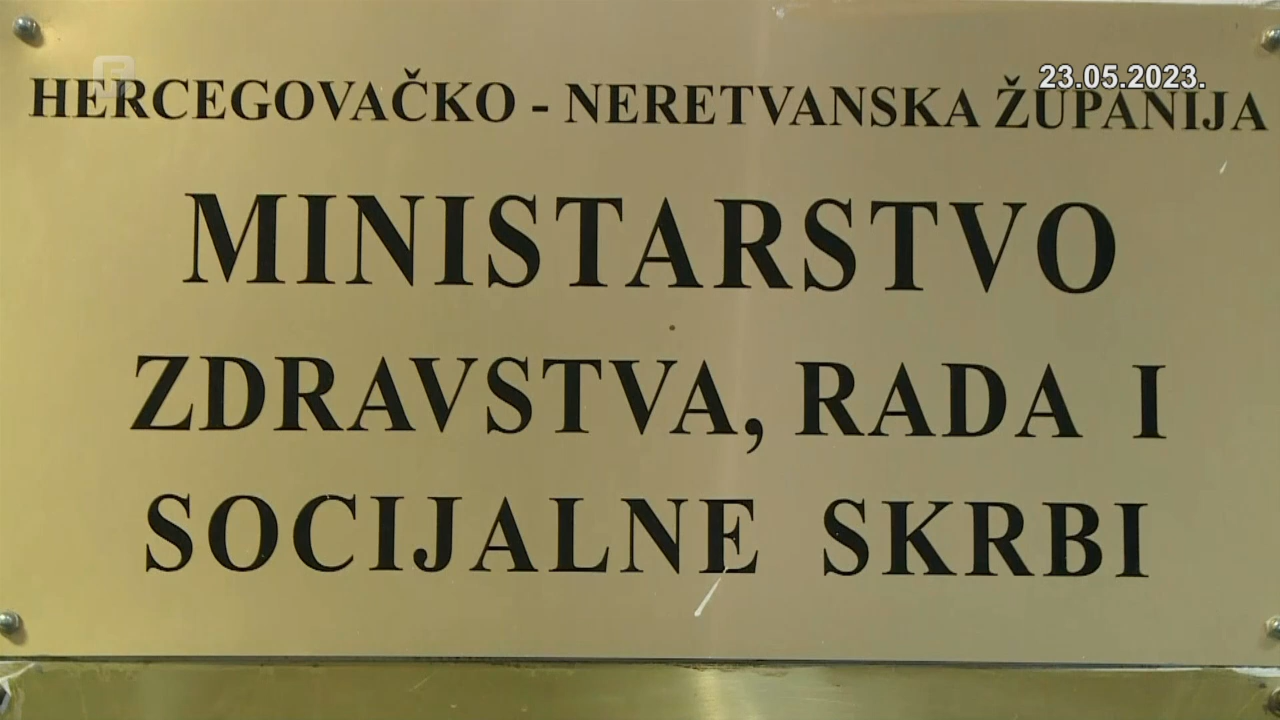 23.05.2023.
HERCEGOVAČKO - NERETVANSKA ŽUPANIJA
MINISTARSTVO
ZDRAVSTVA, RADA I
SOCIJALNE SKRBI